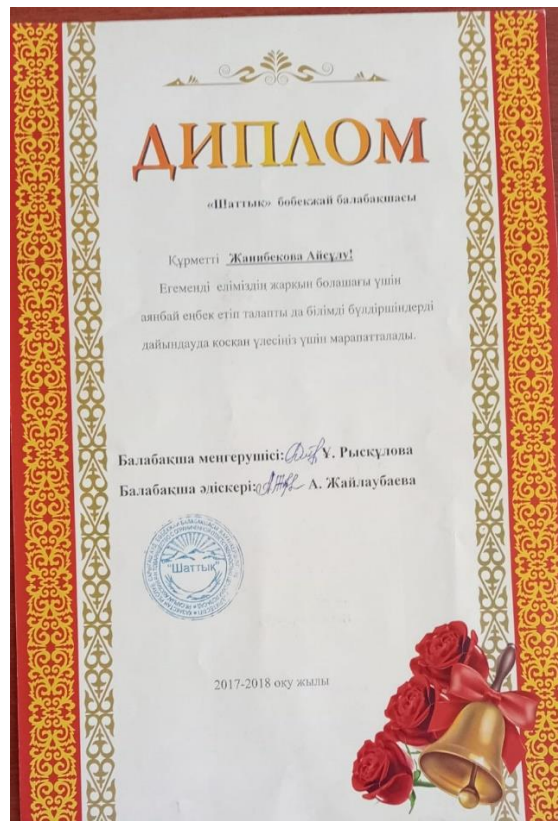 ДИПЛОМ
«Шаттық» бөбекжай балабақшасы
Құрметті Жанибекова Айсұлу!
Егеменді еліміздің жарқын болашағы үшін
аянбай еңбек етіп талапты да білімді бүлдіршіндерді
дайындауда қосқан үлесіңіз үшін марапатталады.
Балабақша меңгерушісі: Ұ. Рысқұлова
Балабақша әдіскері: А. Жайлаубаева
"Шаттық"
2017-2018 оқу жылы